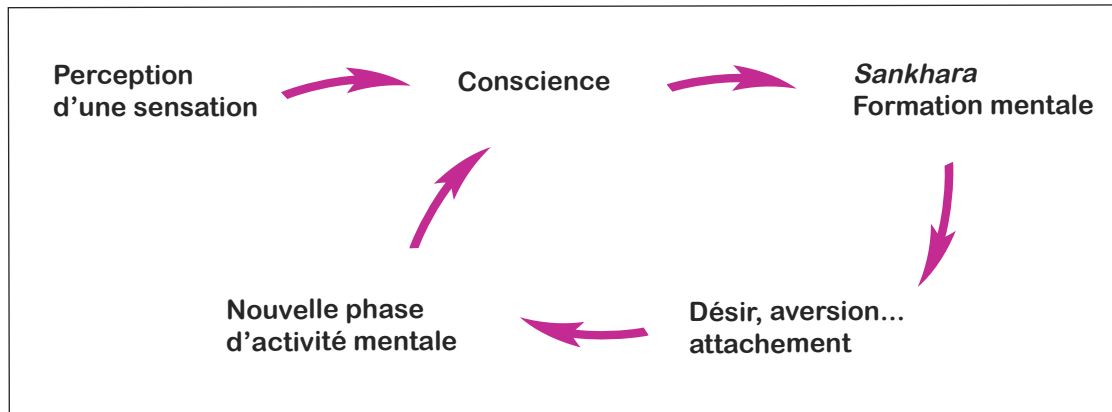 Perception
d'une sensation
Conscience
Sankhara
Formation mentale
Nouvelle phase
d'activité mentale
Désir, aversion...
attachement